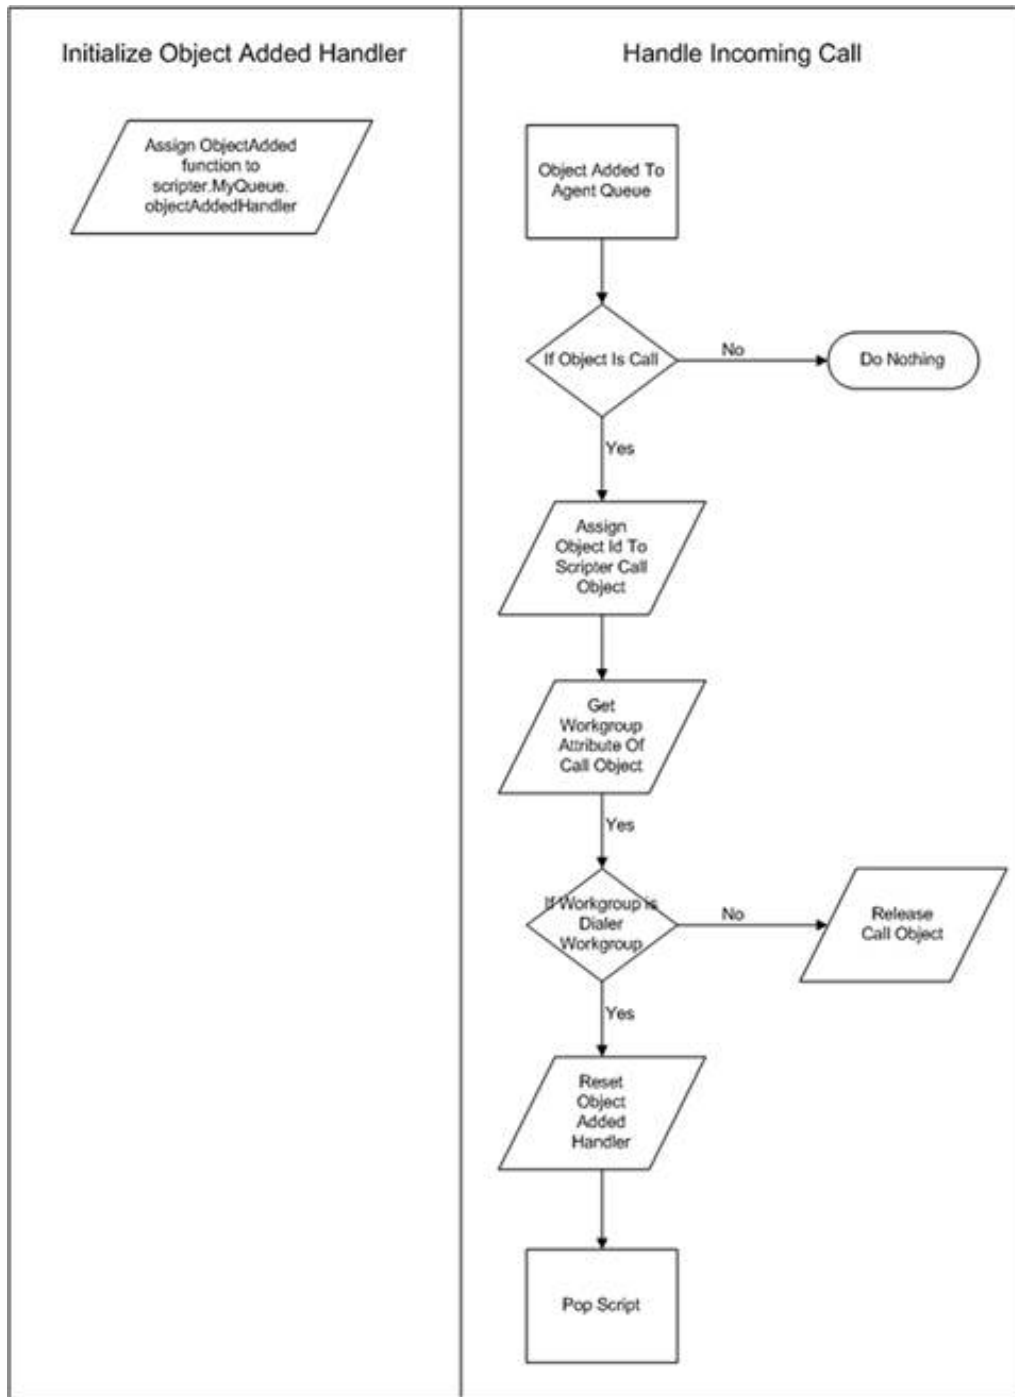 Initialize Object Added Handler
Handle Incoming Call
Assign ObjectAdded
function to
scripter.MyQueue.
objectAddedHandler
Object Added To
Agent Queue
If Object Is Call
No
Do Nothing
Yes
Assign
Object Id To
Scripter Call
Object
Get
Workgroup
Attribute Of
Call Object
Yes
If Workgroup is
Dialer
Workgroup
No
Release
Call Object
Yes
Reset
Object
Added
Handler
Pop Script